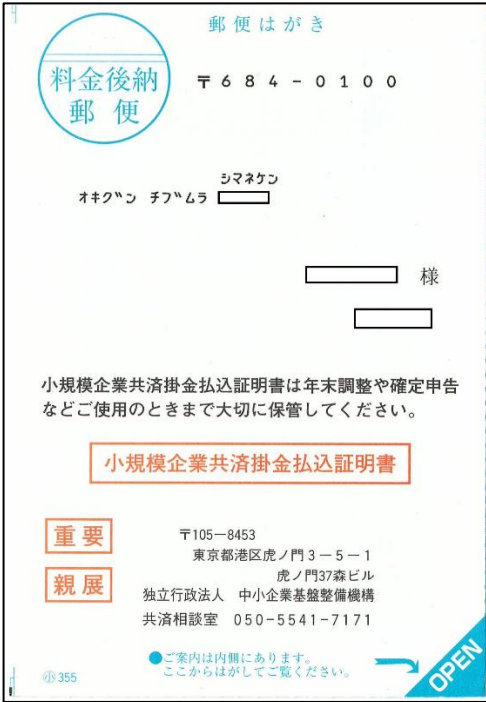 郵便はがき
料金後納
郵便
〒684-0100
シマネケン
オキグン チブムラ
様
小規模企業共済掛金払込証明書は年末調整や確定申告
などご使用のときまで大切に保管してください。
小規模企業共済掛金払込証明書
重要
親展
〒105-8453
東京都港区虎ノ門3-5-1
虎ノ門37森ビル
独立行政法人 中小企業基盤整備機構
共済相談室 050-5541-7171
●ご案内は内側にあります。
ここからはがしてご覧ください。
OPEN
�
355